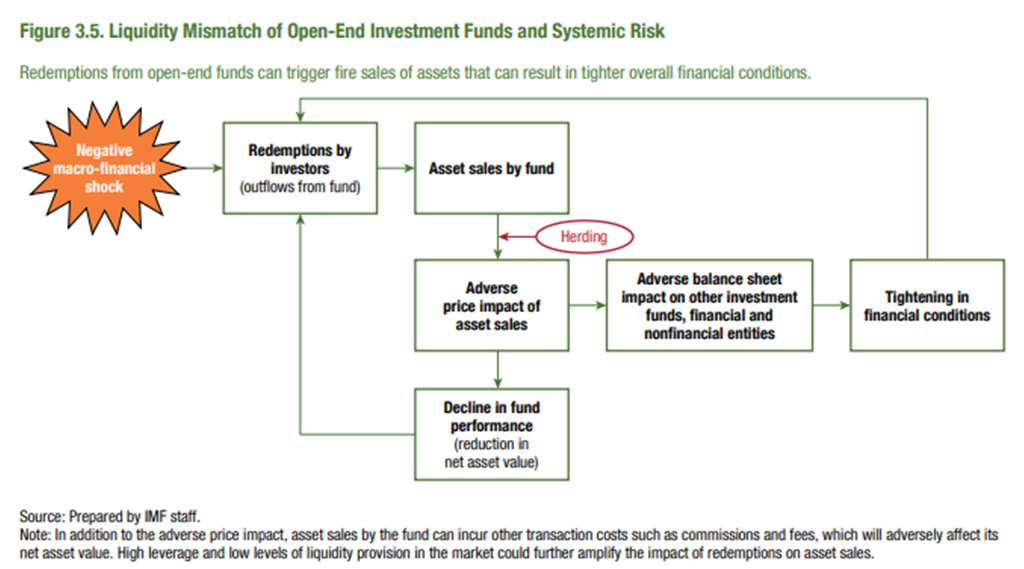 Figure 3.5. Liquidity Mismatch of Open-End Investment Funds and Systemic Risk
Redemptions from open-end funds can trigger fire sales of assets that can result in tighter overall financial conditions.
Negative
macro-financial
shock
Redemptions by
investors
(outflows from fund)
Asset sales by fund
Herding
Adverse
price impact of
asset sales
Adverse balance sheet
impact on other investment
funds, financial and
nonfinancial entities
Tightening in
financial conditions
Decline in fund
performance
(reduction in
net asset value)
Source: Prepared by IMF staff.
Note: In addition to the adverse price impact, asset sales by the fund can incur other transaction costs such as commissions and fees, which will adversely affect its
net asset value. High leverage and low levels of liquidity provision in the market could further amplify the impact of redemptions on asset sales.